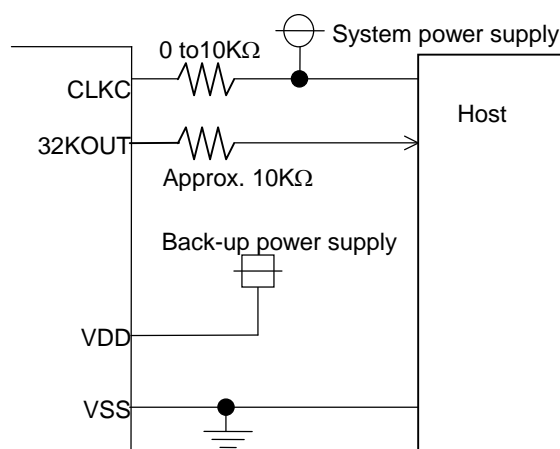 System power supply
0 to10KΩ
CLKC
Host
32KOUT
Approx. 10KΩ
Back-up power supply
VDD
VSS